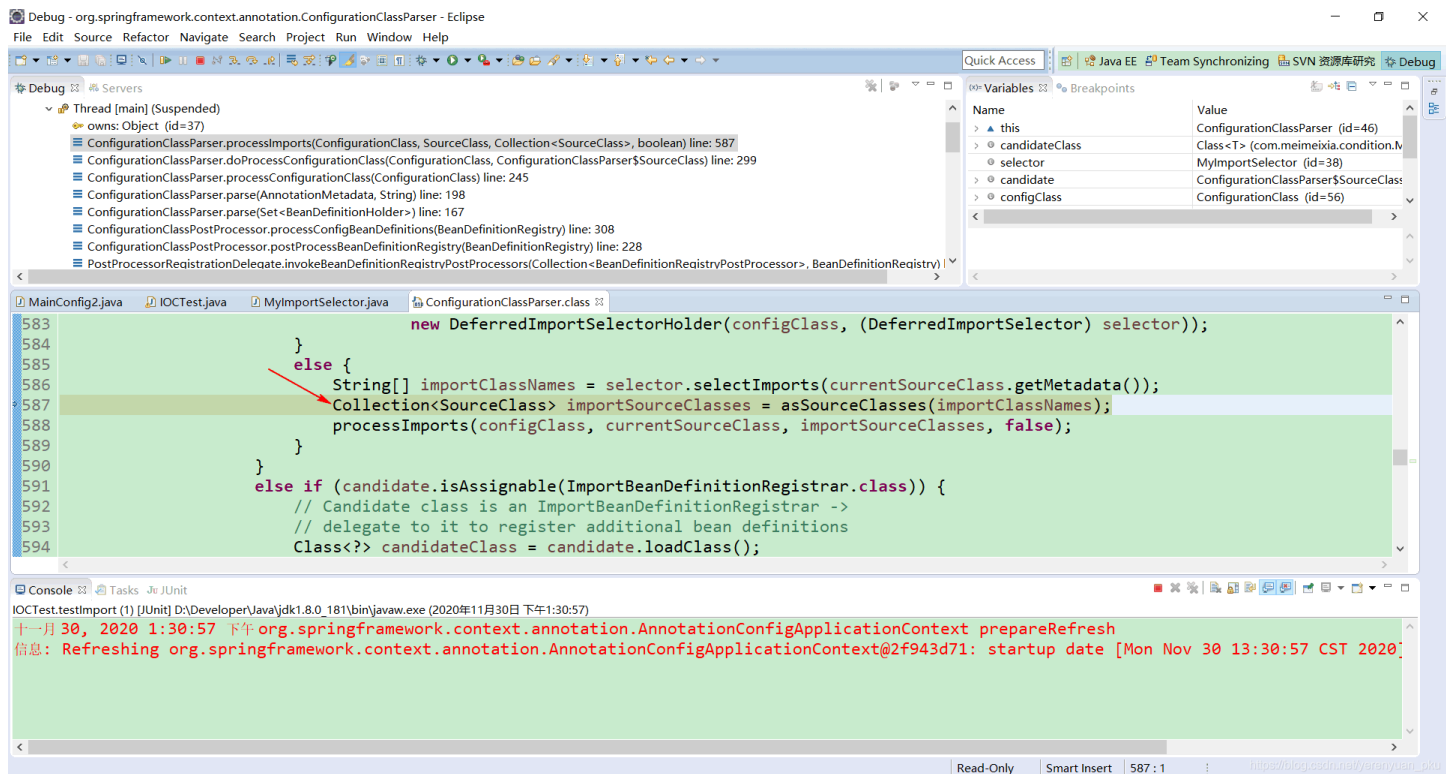 Debug - org.springframework.context.annotation.ConfigurationClassParser - Eclipse
File Edit Source Refactor Navigate Search Project Run Window Help
Quick Access Java EE Team Synchronizing SVN 资源库研究 Debug
Debug Servers
Thread [main] (Suspended)
owns: Object (id=37)
ConfigurationClassParser.processImports(ConfigurationClass, SourceClass, Collection<SourceClass>, boolean) line: 587
ConfigurationClassParser.doProcessConfigurationClass(ConfigurationClass, ConfigurationClassParser$SourceClass) line: 299
ConfigurationClassParser.processConfigurationClass(ConfigurationClass) line: 245
ConfigurationClassParser.parse(AnnotationMetadata, String) line: 198
ConfigurationClassParser.parse(Set<BeanDefinitionHolder>) line: 167
ConfigurationClassPostProcessor.processConfigBeanDefinitions(BeanDefinitionRegistry) line: 308
ConfigurationClassPostProcessor.postProcessBeanDefinitionRegistry(BeanDefinitionRegistry) line: 228
PostProcessorRegistrationDelegate.invokeBeanDefinitionRegistryPostProcessors(Collection<BeanDefinitionRegistryPostProcessor>, BeanDefinitionRegistry) l
Variables Breakpoints
Name Value
this ConfigurationClassParser (id=46)
candidateClass Class<T> (com.meimeixia.condition.M
selector MyImportSelector (id=38)
candidate ConfigurationClassParser$SourceClass
configClass ConfigurationClass (id=56)
MainConfig2.java IOCTest.java MyImportSelector.java ConfigurationClassParser.class
583 new DeferredImportSelectorHolder(configClass, (DeferredImportSelector) selector));
584 }
585 else {
586 String[] importClassNames = selector.selectImports(currentSourceClass.getMetadata());
587 Collection<SourceClass> importSourceClasses = asSourceClasses(importClassNames);
588 processImports(configClass, currentSourceClass, importSourceClasses, false);
589 }
590 }
591 else if (candidate.isAssignable(ImportBeanDefinitionRegistrar.class)) {
592 // Candidate class is an ImportBeanDefinitionRegistrar ->
593 // delegate to it to register additional bean definitions
594 Class<?> candidateClass = candidate.loadClass();
Console Tasks JUnit
IOCTest.testImport (1) [JUnit] D:\Developer\Java\jdk1.8.0_181\bin\javaw.exe (2020年11月30日 下午1:30:57)
十一月 30, 2020 1:30:57 下午 org.springframework.context.annotation.AnnotationConfigApplicationContext prepareRefresh
信息: Refreshing org.springframework.context.annotation.AnnotationConfigApplicationContext@2f943d71: startup date [Mon Nov 30 13:30:57 CST 2020]
Read-Only Smart Insert 587 : 1
https://blog.csdn.net/yerenyuan_pku